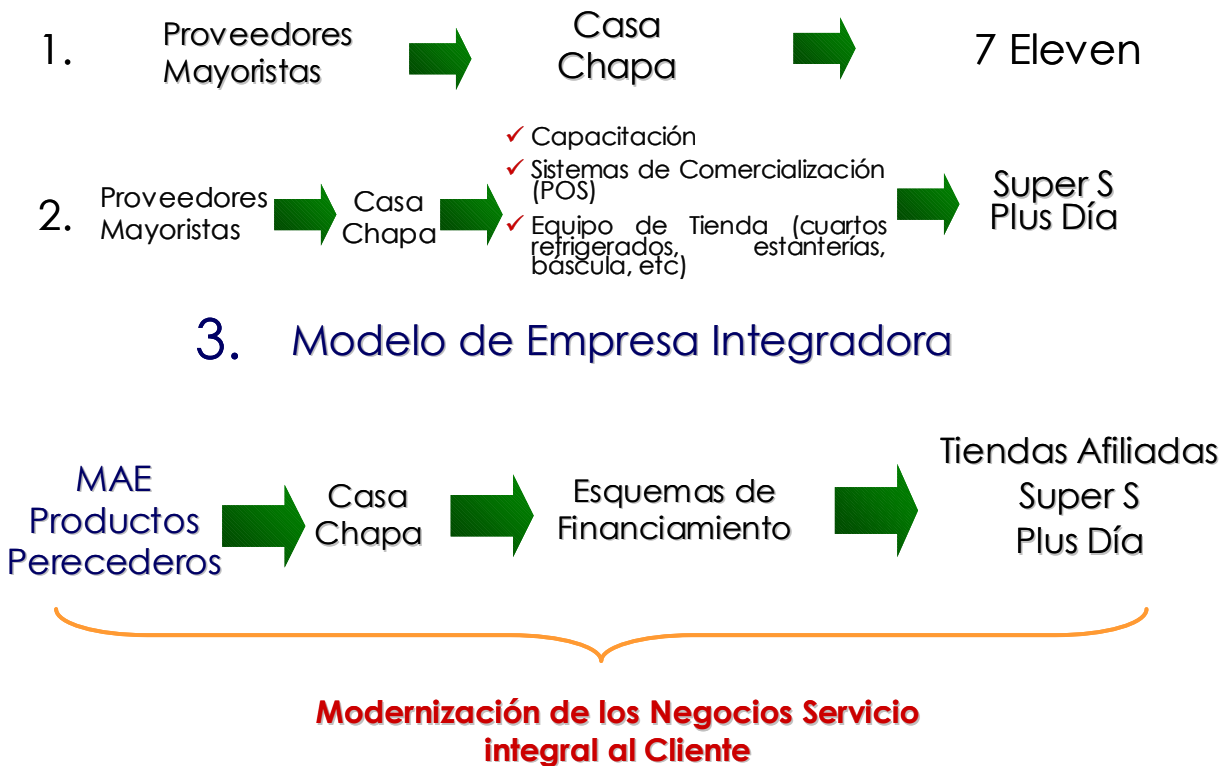 1.
Proveedores
Mayoristas
Casa
Chapa
7 Eleven
2.
Proveedores
Mayoristas
Casa
Chapa
✓ Capacitación
✓ Sistemas de Comercialización
(POS)
✓ Equipo de Tienda (cuartos
refrigerados, estanterías,
báscula, etc)
Super S
Plus Día
3. Modelo de Empresa Integradora
MAE
Productos
Perecederos
Casa
Chapa
Esquemas de
Financiamiento
Tiendas Afiliadas
Super S
Plus Día
Modernización de los Negocios Servicio
integral al Cliente